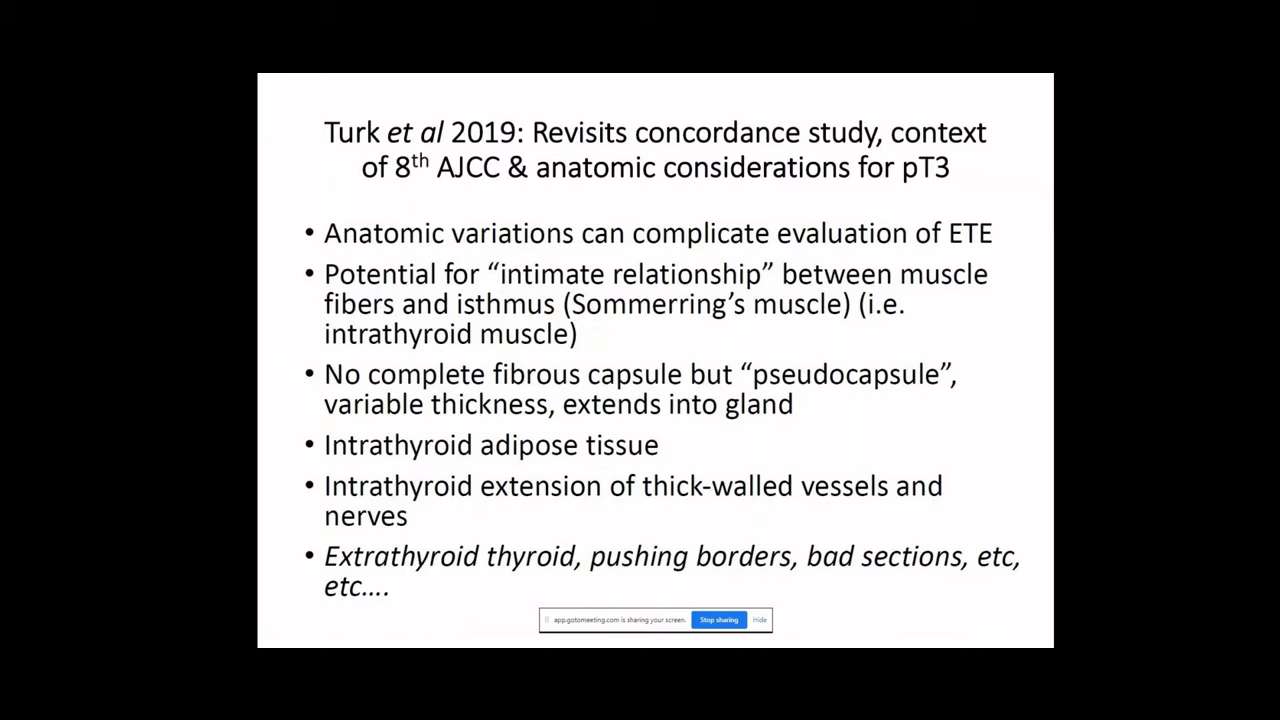 Turk et al 2019: Revisits concordance study, context
of 8th AJCC & anatomic considerations for pT3
• Anatomic variations can complicate evaluation of ETE
• Potential for “intimate relationship” between muscle
fibers and isthmus (Sommerring’s muscle) (i.e.
intrathyroid muscle)
• No complete fibrous capsule but “pseudocapsule”,
variable thickness, extends into gland
• Intrathyroid adipose tissue
• Intrathyroid extension of thick-walled vessels and
nerves
• Extrathyroid thyroid, pushing borders, bad sections, etc,
etc….
app.gotomeeting.com is sharing your screen. Stop sharing Hide